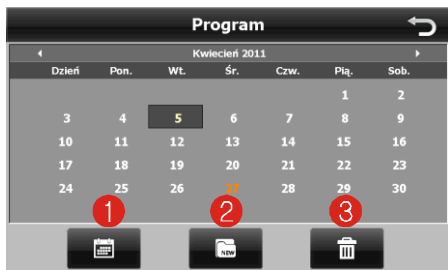 Program
Kwiecień 2011
Dzień Pon. Wt. Śr. Czw. Pią. Sob.
1 2
3 4 5 6 7 8 9
10 11 12 13 14 15 16
17 18 19 20 21 22 23
24 25 26 27 28 29 30
1 2 3
NEW